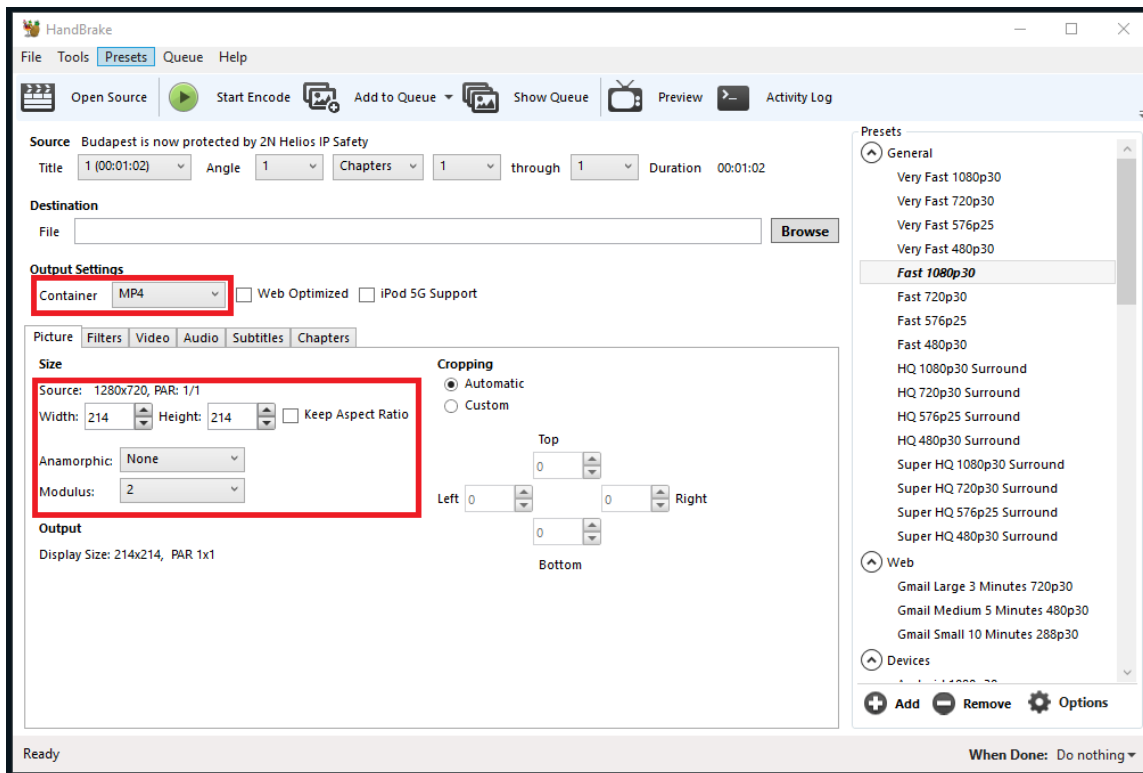 HandBrake
File Tools Presets Queue Help
Open Source Start Encode Add to Queue Show Queue Preview Activity Log
Source Budapest is now protected by 2N Helios IP Safety
Title 1 (00:01:02) Angle 1 Chapters 1 through 1 Duration 00:01:02
Destination
File Browse
Output Settings
Container MP4 Web Optimized iPod 5G Support
Picture Filters Video Audio Subtitles Chapters
Size
Source: 1280x720, PAR: 1/1
Width: 214 Height: 214 Keep Aspect Ratio
Anamorphic: None
Modulus: 2
Output
Display Size: 214x214, PAR 1x1
Cropping
Automatic
Custom
Top
0
Left 0 0 Right
0
Bottom
Presets
General
Very Fast 1080p30
Very Fast 720p30
Very Fast 576p25
Very Fast 480p30
Fast 1080p30
Fast 720p30
Fast 576p25
Fast 480p30
HQ 1080p30 Surround
HQ 720p30 Surround
HQ 576p25 Surround
HQ 480p30 Surround
Super HQ 1080p30 Surround
Super HQ 720p30 Surround
Super HQ 576p25 Surround
Super HQ 480p30 Surround
Web
Gmail Large 3 Minutes 720p30
Gmail Medium 5 Minutes 480p30
Gmail Small 10 Minutes 288p30
Devices
Add Remove Options
Ready When Done: Do nothing